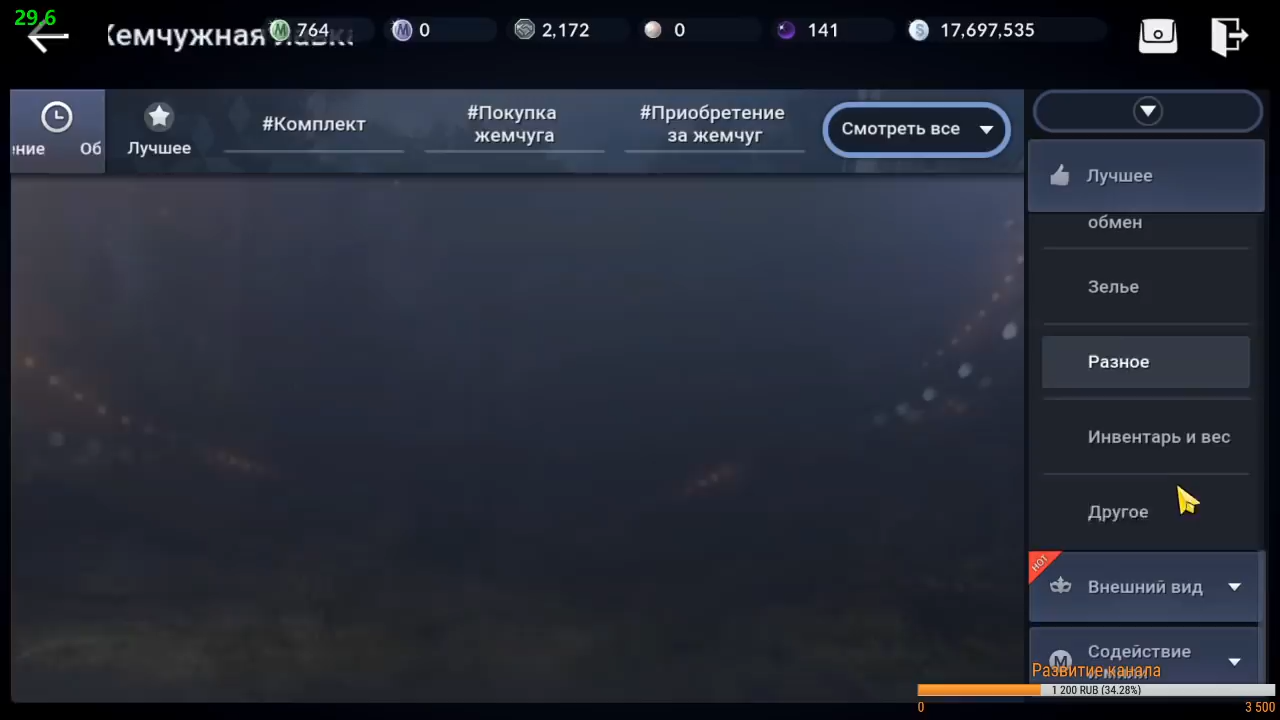 29.6
764
0
2,172
0
141
17,697,535
Об
Лучшее
#Комплект
#Покупка
жемчуга
#Приобретение
за жемчуг
Смотреть все
Лучшее
обмен
Зелье
Разное
Инвентарь и вес
Другое
HOT
Внешний вид
Содействие
Развитие канала
1 200 RUB (34.28%)
0
3 500